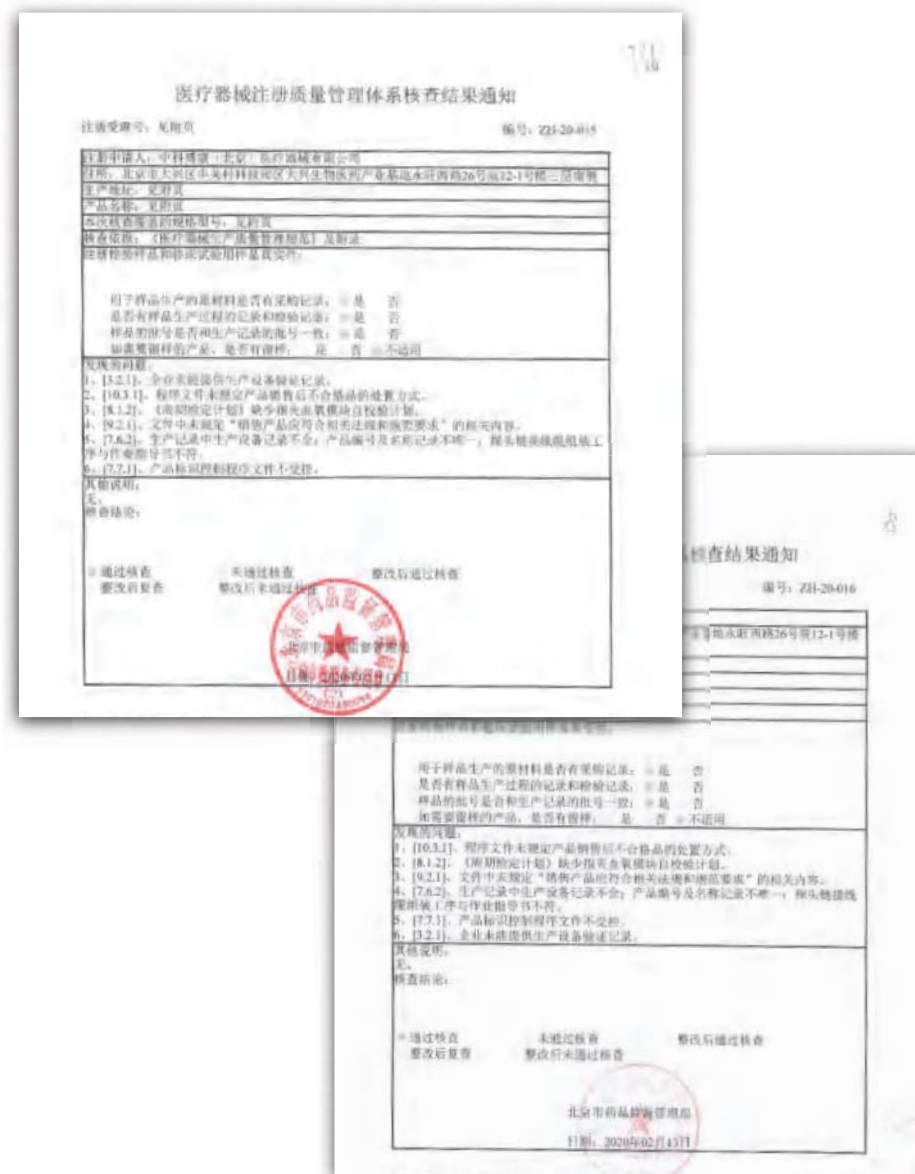 医疗器械注册质量管理体系核查结果通知
注册受理号：见附页
编号：ZH-20-015
注册申请人：中科博康（北京）医疗器械有限公司
住所：北京市大兴区中关村科技园区大兴生物医药产业基地永旺西路26号院12-1号楼二层南侧
生产地址：见附页
产品名称：见附页
本次核查覆盖的规格型号：见附页
核查依据：《医疗器械生产质量管理规范》及附录
注册检验样品和临床试验用样品真实性：
用于样品生产的原材料是否有采购记录： 是 否
是否有样品生产过程的记录和检验记录： 是 否
样品的批号是否和生产记录的批号一致： 是 否
如需要留样的产品，是否有留样： 是 否 不适用
发现的问题：
1、[3.2.1]，企业未能提供生产设备验证记录。
2、[10.3.1]，程序文件未规定产品销售后不合格品的处置方式。
3、[8.1.2]，《周期检定计划》缺少指夹血氧模块自校验计划。
4、[9.2.1]，文件中未规定“销售产品应符合相关法规和规范要求”的相关内容。
5、[7.6.2]，生产记录中生产设备记录不全；产品编号及名称记录不唯一；探头链接线缆组装工
序与作业指导书不符。
6、[7.7.1]，产品标识控制程序文件不受控。
其他说明：
无。
核查结论：
通过核查 未通过核查 整改后通过核查
整改后复查 整改后未通过核查
北京市药品监督管理局
日期：2020年02月13日
核查结果通知
编号：ZH-20-016
基地永旺西路26号院12-1号楼
用于样品生产的原材料是否有采购记录： 是 否
是否有样品生产过程的记录和检验记录： 是 否
样品的批号是否和生产记录的批号一致： 是 否
如需要留样的产品，是否有留样： 是 否 不适用
发现的问题：
1、[10.3.1]，程序文件未规定产品销售后不合格品的处置方式。
2、[8.1.2]，《周期检定计划》缺少指夹血氧模块自校验计划。
3、[9.2.1]，文件中未规定“销售产品应符合相关法规和规范要求”的相关内容。
4、[7.6.2]，生产记录中生产设备记录不全；产品编号及名称记录不唯一；探头链接线
缆组装工序与作业指导书不符。
5、[7.7.1]，产品标识控制程序文件不受控。
6、[3.2.1]，企业未能提供生产设备验证记录。
其他说明：
无。
核查结论：
通过核查 未通过核查 整改后通过核查
整改后复查 整改后未通过核查
北京市药品监督管理局
日期：2020年02月13日